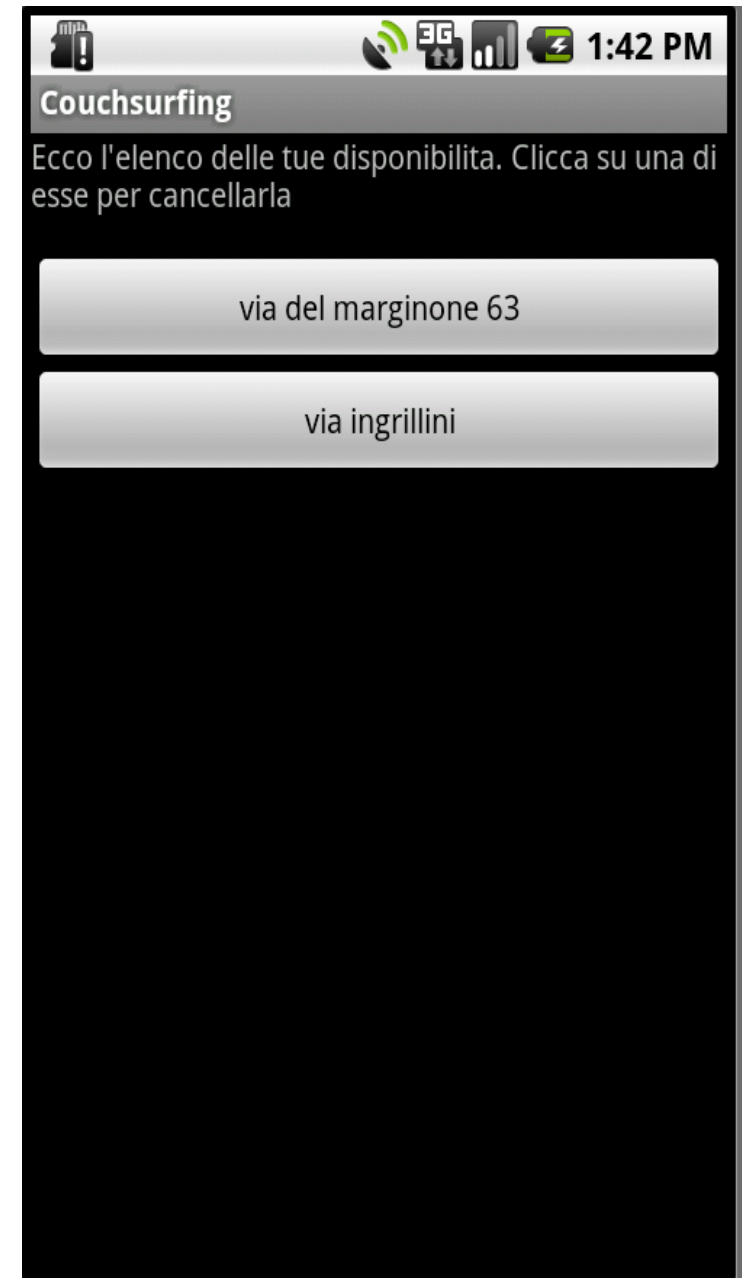 3G 1:42 PM
Couchsurfing
Ecco l'elenco delle tue disponibilita. Clicca su una di
esse per cancellarla
via del marginone 63
via ingrillini